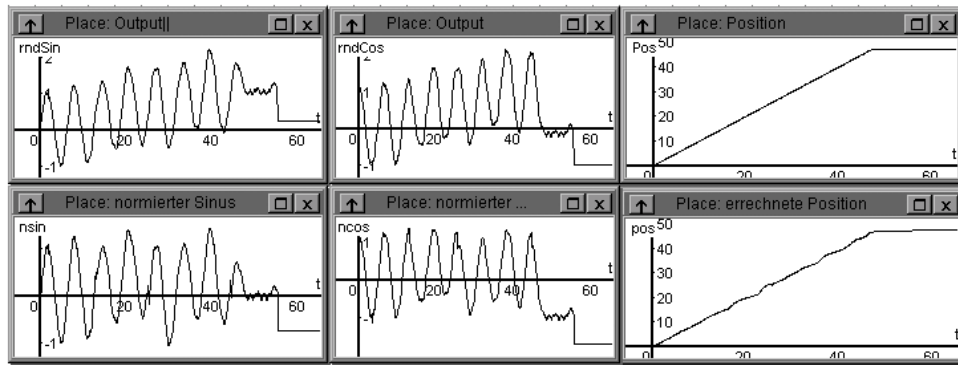 Place: Output||
rndSin
2
t
0 20 40 60
-1
Place: Output
rndCos
2
1
t
0 20 40 60
-1
Place: Position
Pos
50
40
30
20
10
t
0 20 40 60
Place: normierter Sinus
nsin
t
0 20 40 60
-1
Place: normierter ...
ncos
1
t
0 20 40 60
-1
Place: errechnete Position
pos
50
40
30
20
10
t
0 20 40 60